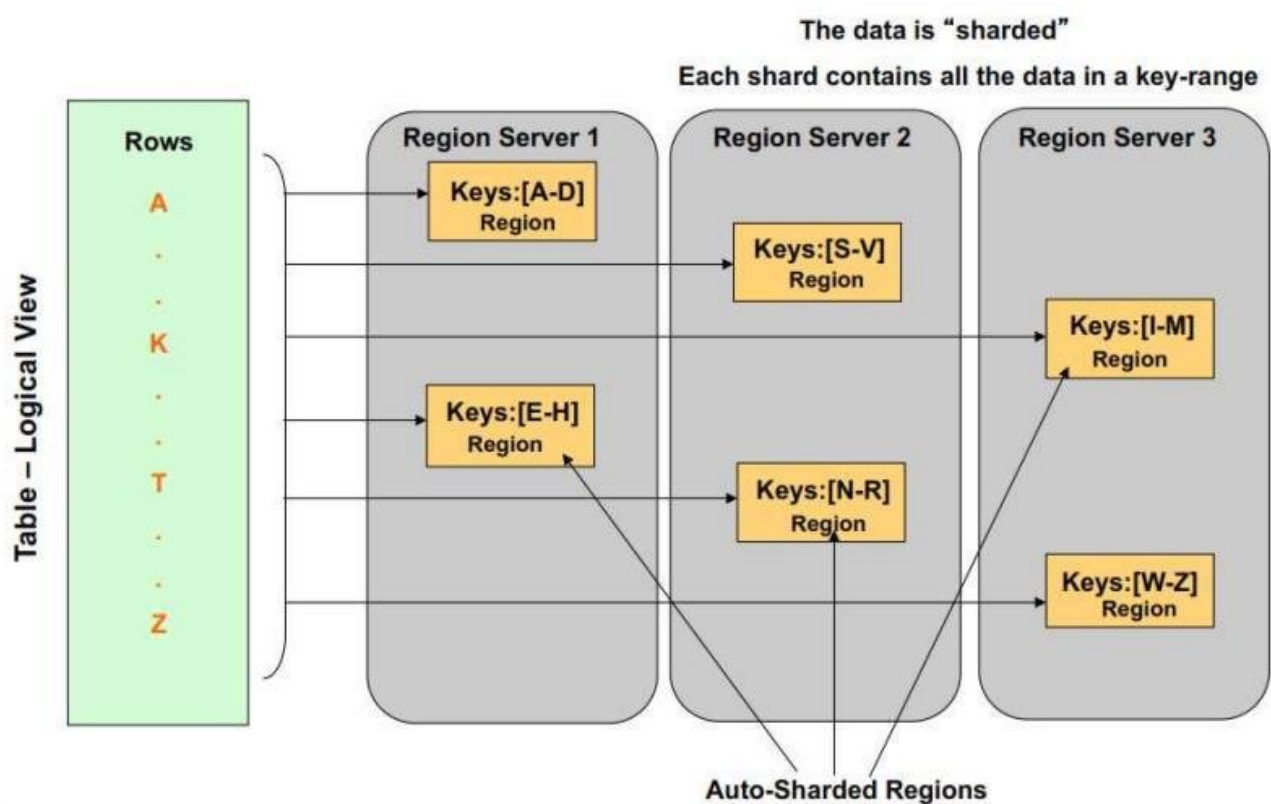 The data is “sharded”
Each shard contains all the data in a key-range
Table – Logical View
Rows
A
.
.
K
.
.
T
.
.
Z
Region Server 1
Keys:[A-D]
Region
Keys:[E-H]
Region
Region Server 2
Keys:[S-V]
Region
Keys:[N-R]
Region
Region Server 3
Keys:[I-M]
Region
Keys:[W-Z]
Region
Auto-Sharded Regions